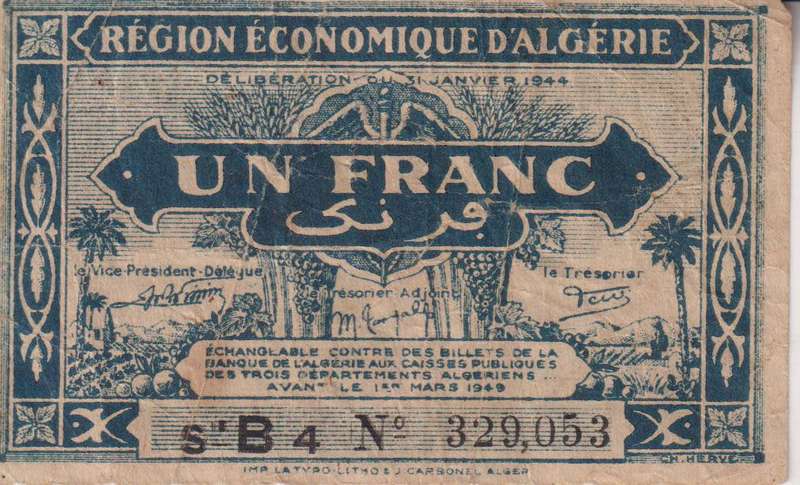 RÉGION ÉCONOMIQUE D'ALGÉRIE
DÉLIBÉRATION DU 31 JANVIER 1944
UN FRANC
فرنك
le Vice-Président-Délégué
le Trésorier-Adjoint
le Trésorier
ÉCHANGEABLE CONTRE DES BILLETS DE LA
BANQUE DE L'ALGÉRIE AUX CAISSES PUBLIQUES
DES TROIS DÉPARTEMENTS ALGÉRIENS...
AVANT LE 1ER MARS 1949
SIE B 4 Nº 329,053
H. HERVÉ
IMP. LA TYPO-LITHO & J. CARBONEL ALGER